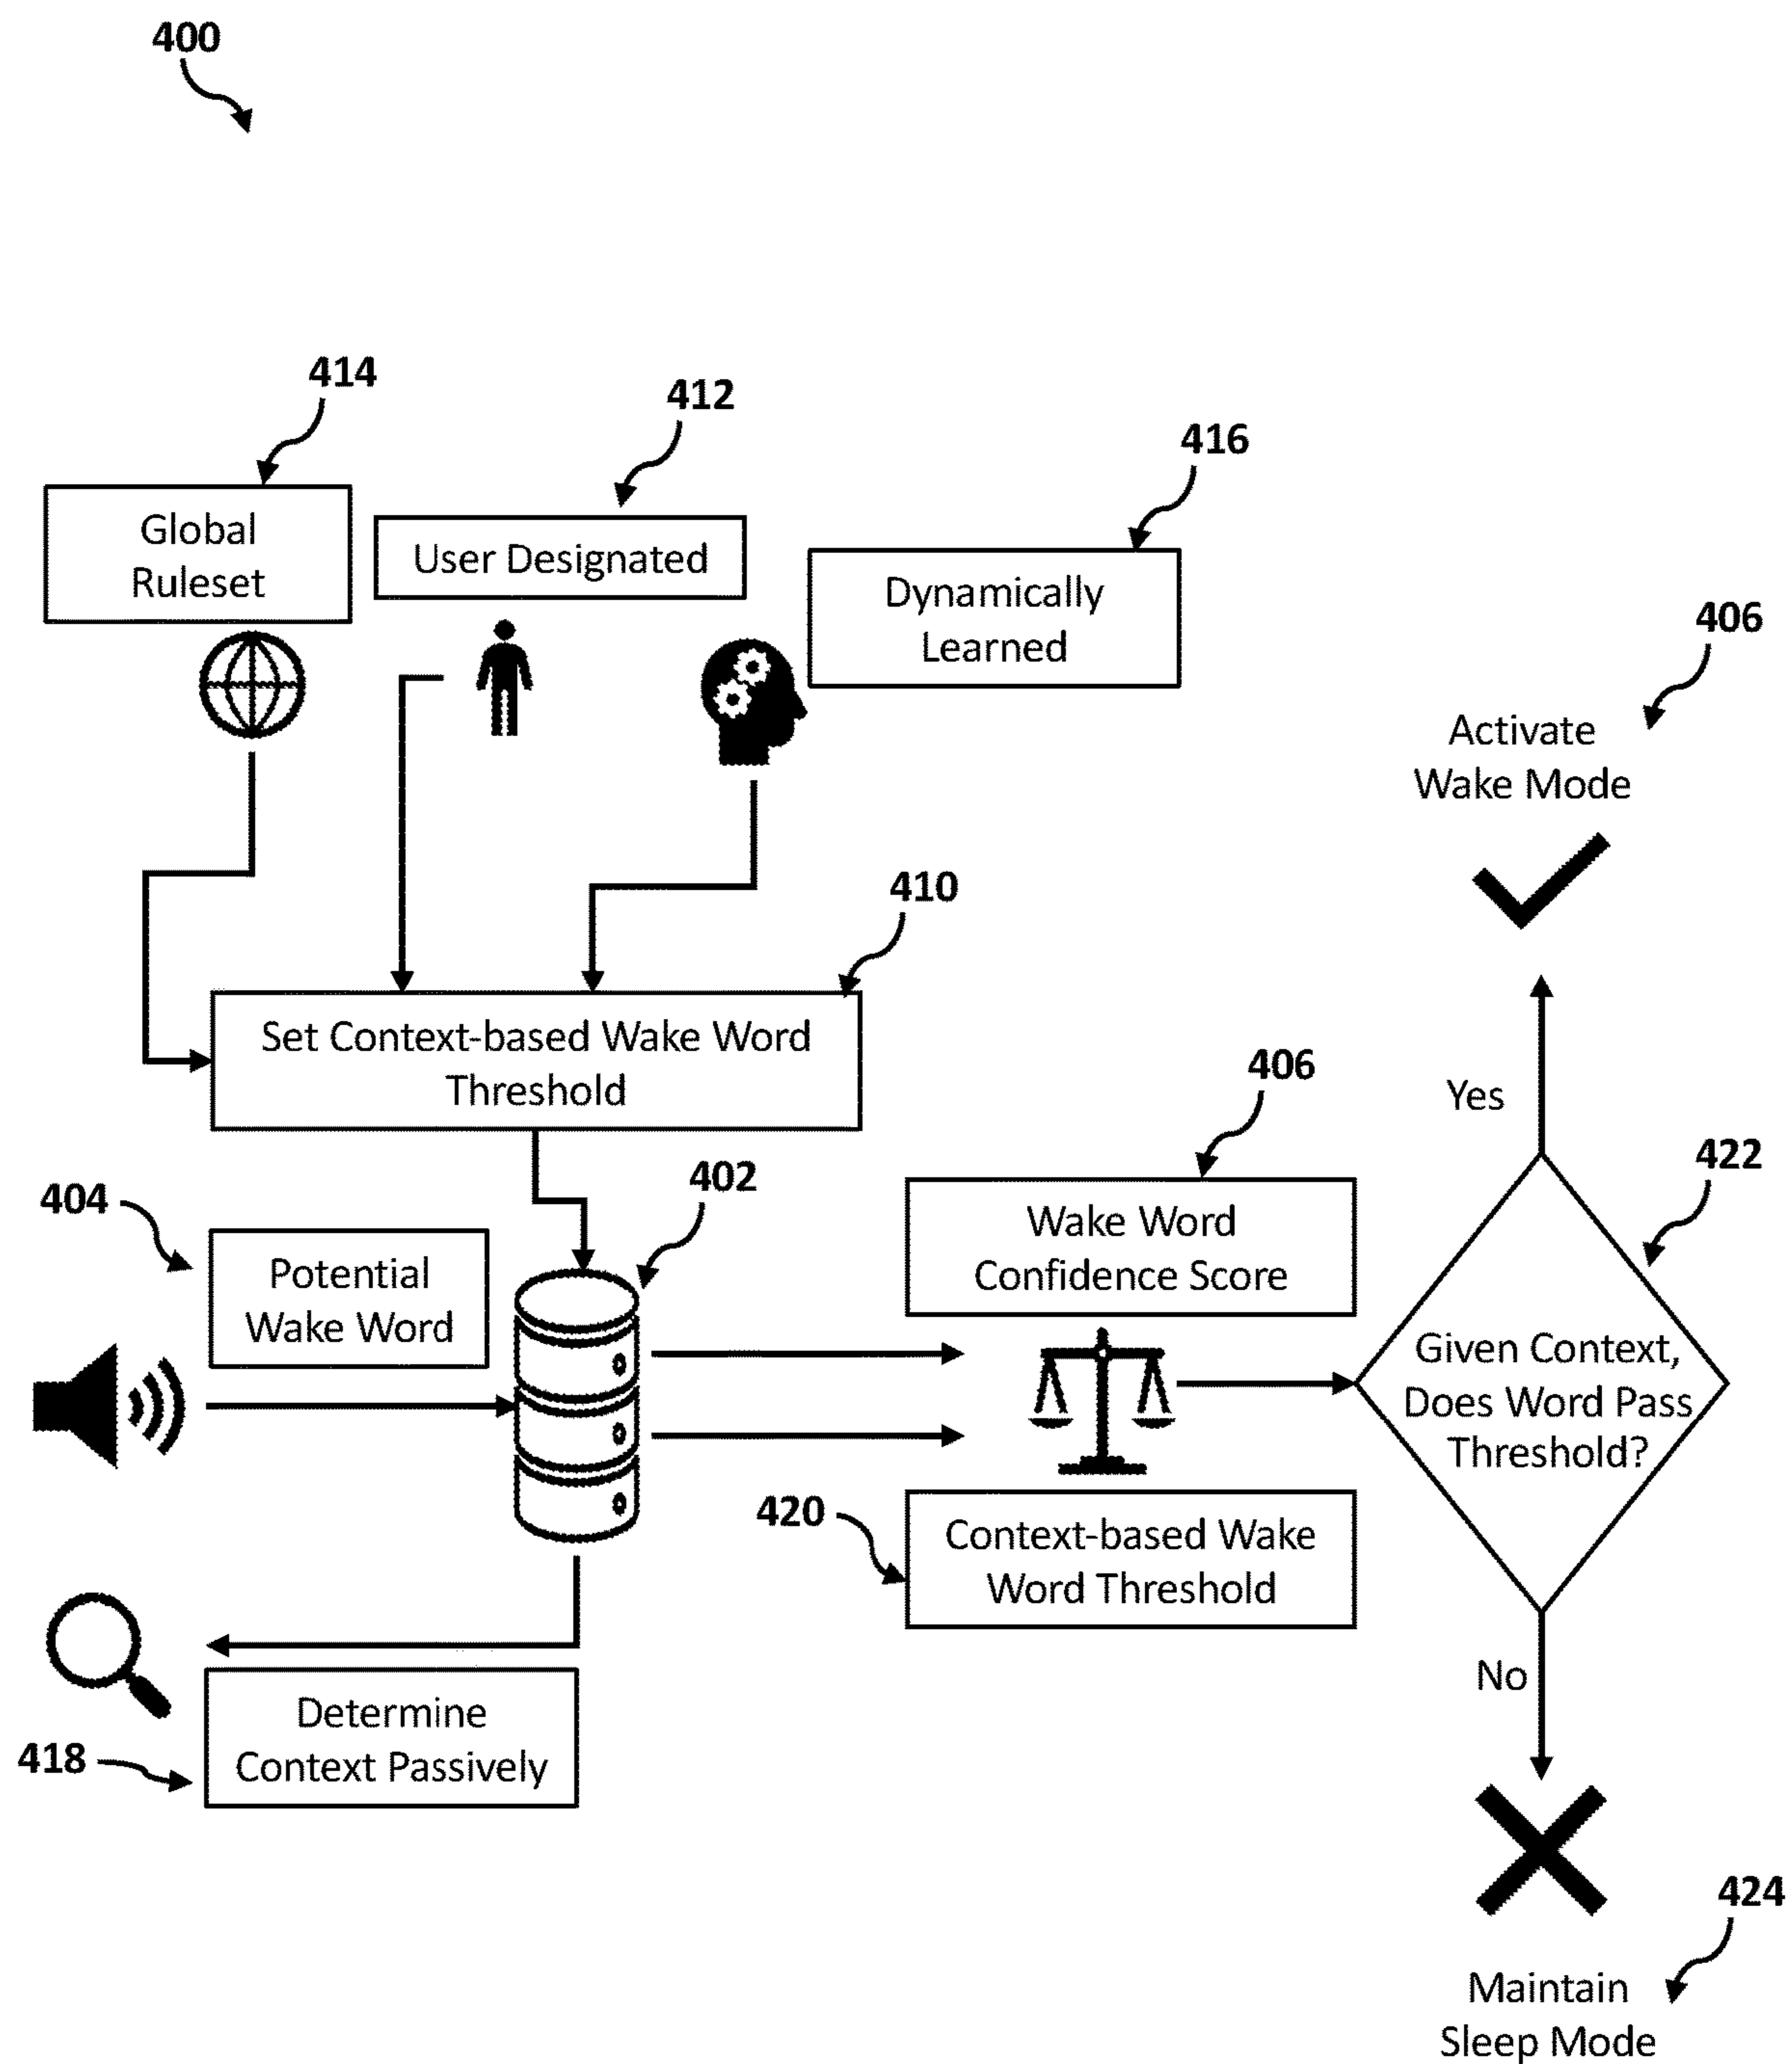 400
414
412
416
Global
Ruleset
User Designated
Dynamically
Learned
406
Activate
Wake Mode
410
Set Context-based Wake Word
Threshold
406
Yes
404
402
422
Potential
Wake Word
Wake Word
Confidence Score
Given Context,
Does Word Pass
Threshold?
420
Context-based Wake
Word Threshold
No
Determine
Context Passively
418
424
Maintain
Sleep Mode